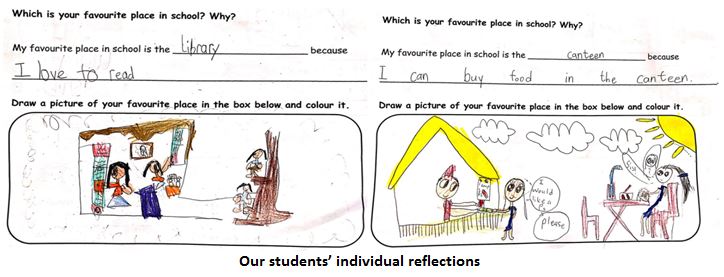 Which is your favourite place in school? Why?
My favourite place in school is the library because
I love to read
Draw a picture of your favourite place in the box below and colour it.
Which is your favourite place in school? Why?
My favourite place in school is the canteen because
I can buy food in the canteen.
Draw a picture of your favourite place in the box below and colour it.
I
would
like a
please
Our students' individual reflections